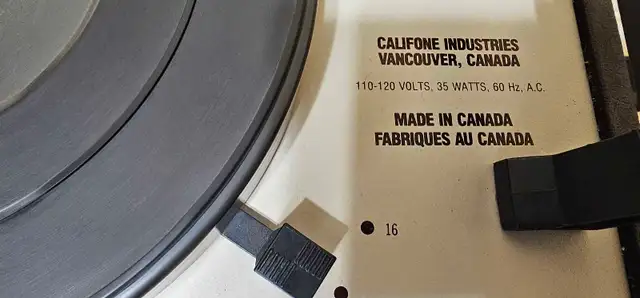 CALIFONE INDUSTRIES
VANCOUVER, CANADA
110-120 VOLTS, 35 WATTS, 60 Hz, A.C.
MADE IN CANADA
FABRIQUES AU CANADA
16